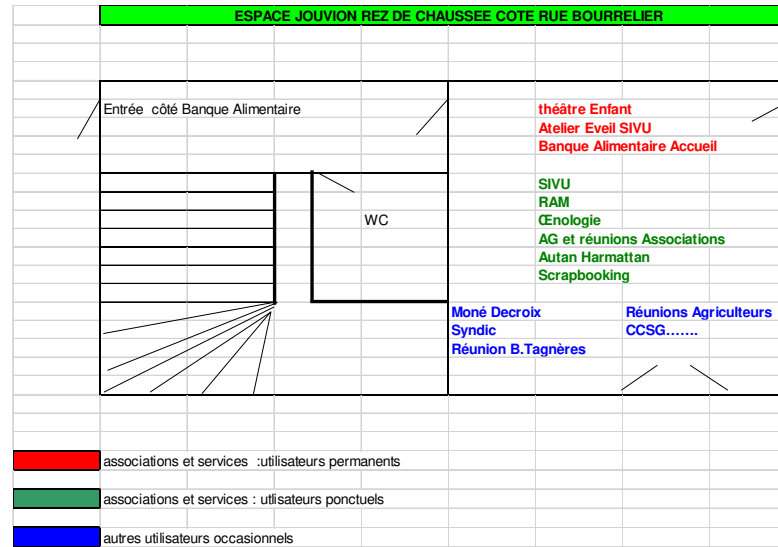 ESPACE JOUVION REZ DE CHAUSSEE COTE RUE BOURRELIER
Entrée côté Banque Alimentaire
théâtre Enfant
Atelier Eveil SIVU
Banque Alimentaire Accueil
SIVU
RAM
WC
Œnologie
AG et réunions Associations
Autan Harmattan
Scrapbooking
Moné Decroix
Réunions Agriculteurs
Syndic
CCSG.......
Réunion B.Tagnères
associations et services :utilisateurs permanents
associations et services : utlisateurs ponctuels
autres utilisateurs occasionnels